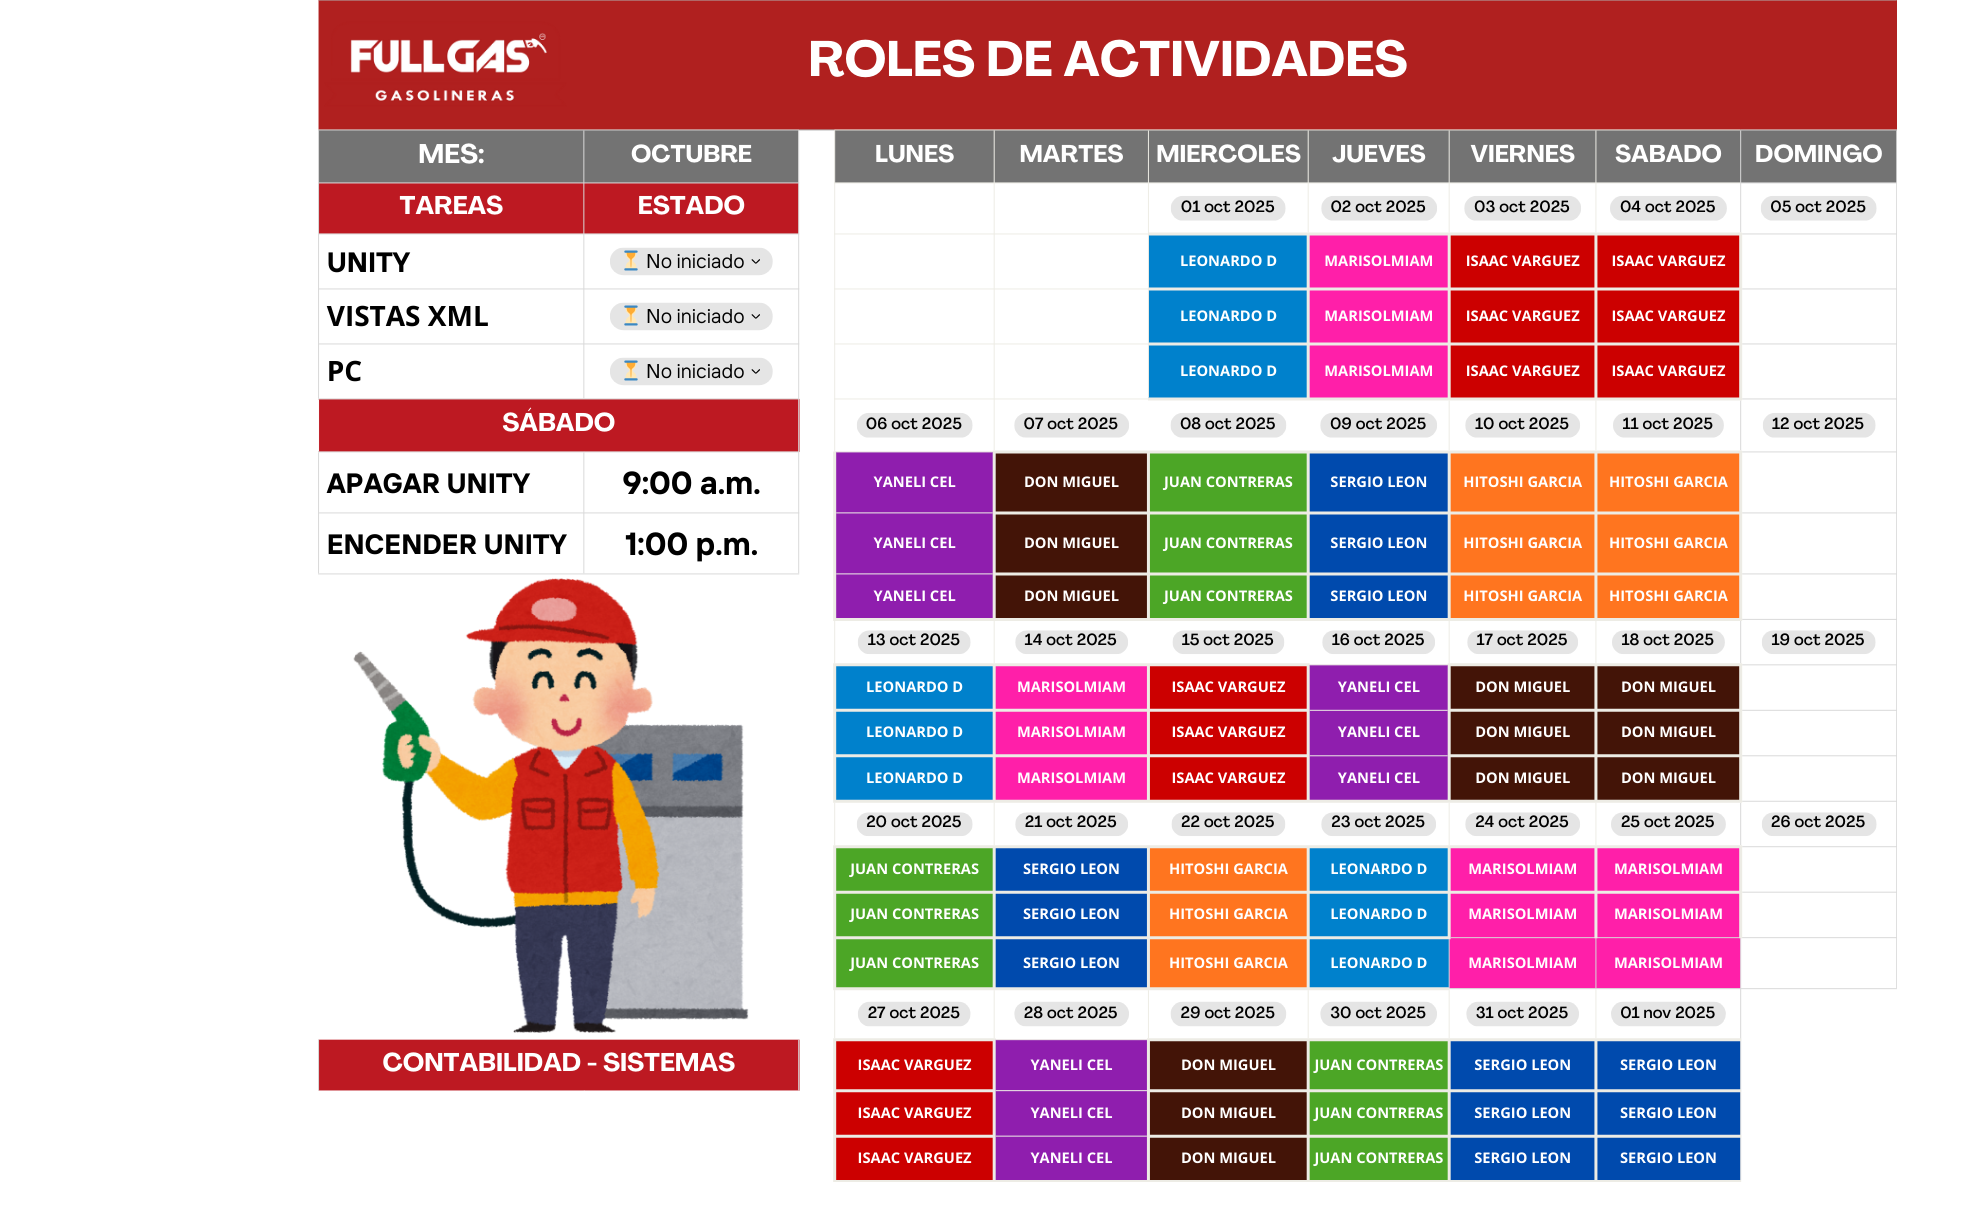 FULLGAS®
GASOLINERAS
ROLES DE ACTIVIDADES
MES: OCTUBRE
TAREAS ESTADO
UNITY No iniciado
VISTAS XML No iniciado
PC No iniciado
SÁBADO
APAGAR UNITY 9:00 a.m.
ENCENDER UNITY 1:00 p.m.
CONTABILIDAD - SISTEMAS
LUNES MARTES MIERCOLES JUEVES VIERNES SABADO DOMINGO
01 oct 2025 02 oct 2025 03 oct 2025 04 oct 2025 05 oct 2025
LEONARDO D MARISOLMIAM ISAAC VARGUEZ ISAAC VARGUEZ
LEONARDO D MARISOLMIAM ISAAC VARGUEZ ISAAC VARGUEZ
LEONARDO D MARISOLMIAM ISAAC VARGUEZ ISAAC VARGUEZ
06 oct 2025 07 oct 2025 08 oct 2025 09 oct 2025 10 oct 2025 11 oct 2025 12 oct 2025
YANELI CEL DON MIGUEL JUAN CONTRERAS SERGIO LEON HITOSHI GARCIA HITOSHI GARCIA
YANELI CEL DON MIGUEL JUAN CONTRERAS SERGIO LEON HITOSHI GARCIA HITOSHI GARCIA
YANELI CEL DON MIGUEL JUAN CONTRERAS SERGIO LEON HITOSHI GARCIA HITOSHI GARCIA
13 oct 2025 14 oct 2025 15 oct 2025 16 oct 2025 17 oct 2025 18 oct 2025 19 oct 2025
LEONARDO D MARISOLMIAM ISAAC VARGUEZ YANELI CEL DON MIGUEL DON MIGUEL
LEONARDO D MARISOLMIAM ISAAC VARGUEZ YANELI CEL DON MIGUEL DON MIGUEL
LEONARDO D MARISOLMIAM ISAAC VARGUEZ YANELI CEL DON MIGUEL DON MIGUEL
20 oct 2025 21 oct 2025 22 oct 2025 23 oct 2025 24 oct 2025 25 oct 2025 26 oct 2025
JUAN CONTRERAS SERGIO LEON HITOSHI GARCIA LEONARDO D MARISOLMIAM MARISOLMIAM
JUAN CONTRERAS SERGIO LEON HITOSHI GARCIA LEONARDO D MARISOLMIAM MARISOLMIAM
JUAN CONTRERAS SERGIO LEON HITOSHI GARCIA LEONARDO D MARISOLMIAM MARISOLMIAM
27 oct 2025 28 oct 2025 29 oct 2025 30 oct 2025 31 oct 2025 01 nov 2025
ISAAC VARGUEZ YANELI CEL DON MIGUEL JUAN CONTRERAS SERGIO LEON SERGIO LEON
ISAAC VARGUEZ YANELI CEL DON MIGUEL JUAN CONTRERAS SERGIO LEON SERGIO LEON
ISAAC VARGUEZ YANELI CEL DON MIGUEL JUAN CONTRERAS SERGIO LEON SERGIO LEON